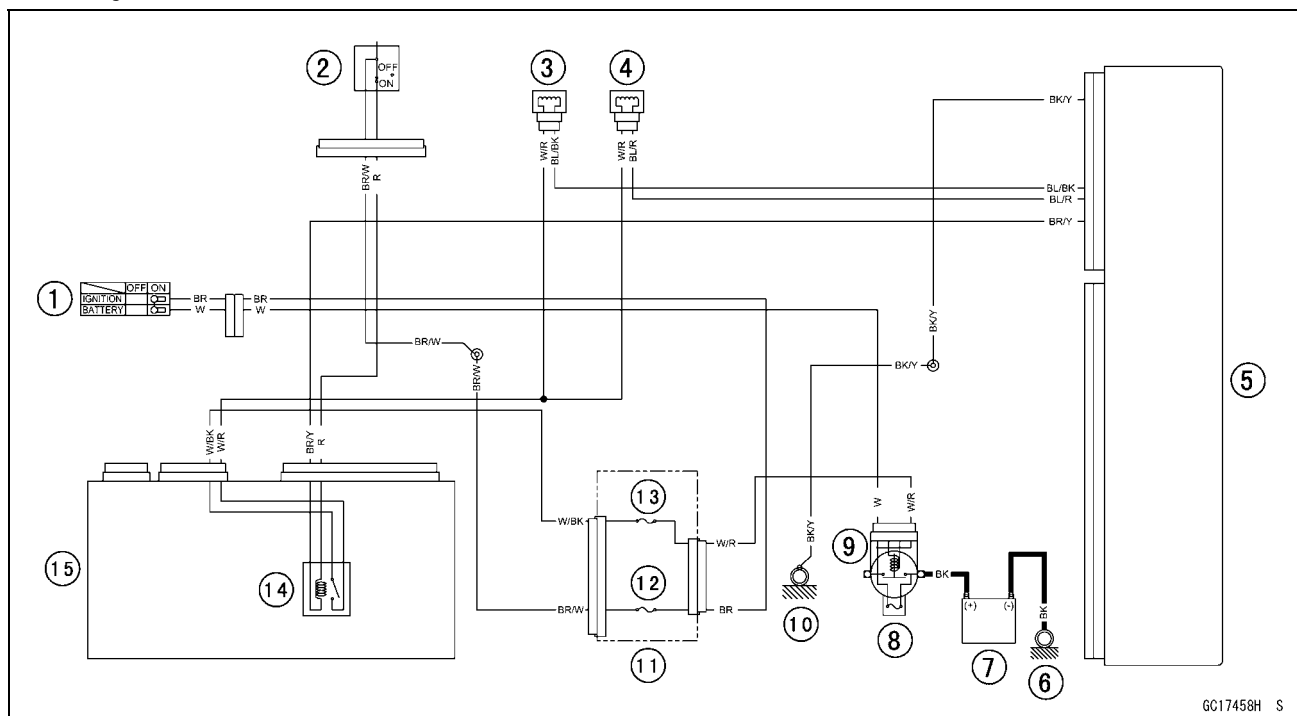 2
OFF
ON
3
4
BK/Y
BR/W
R
W/R
BL/BK
W/R
BL/R
BL/BK
BL/R
BR/Y
1
OFF ON
IGNITION
BATTERY
BR
W
BR
W
BR/W
BR/W
BK/Y
BK/Y
5
W/BK
W/R
BR/Y
R
13
W/BK
W/R
BK/Y
W
W/R
9
15
14
12
BR/W
BR
10
BK
(+)
(-)
BK
8
11
7
6
GC17458H S